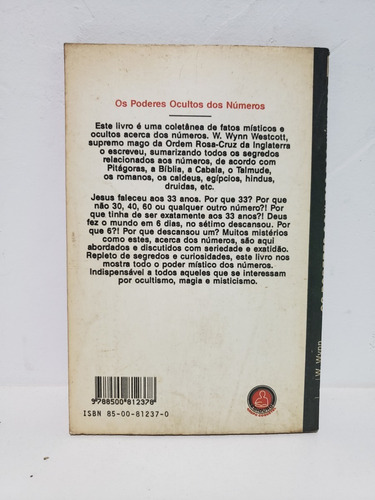 Os Poderes Ocultos dos Números
Este livro é uma coletânea de fatos místicos e
ocultos acerca dos números. W. Wynn Westcott,
supremo mago da Ordem Rosa-Cruz da Inglaterra
o escreveu, sumarizando todos os segredos
relacionados aos números, de acordo com
Pitágoras, a Bíblia, a Cabala, o Talmude,
os romanos, os caldeus, egípcios, hindus,
druidas, etc.
Jesus faleceu aos 33 anos. Por que 33? Por que
não 30, 40, 60 ou qualquer outro número?! Por
que tinha de ser exatamente aos 33 anos?! Deus
fez o mundo em 6 dias, no sétimo descansou. Por
que 6?! Por que descansou um? Muitos mistérios
como estes, acerca dos números, são aqui
abordados e discutidos com seriedade e exatidão.
Repleto de segredos e curiosidades, este livro nos
mostra todo o poder místico dos números.
Indispensável a todos aqueles que se interessam
por ocultismo, magia e misticismo.
9788500812378
ISBN 85-00-81237-0
W. Wynn